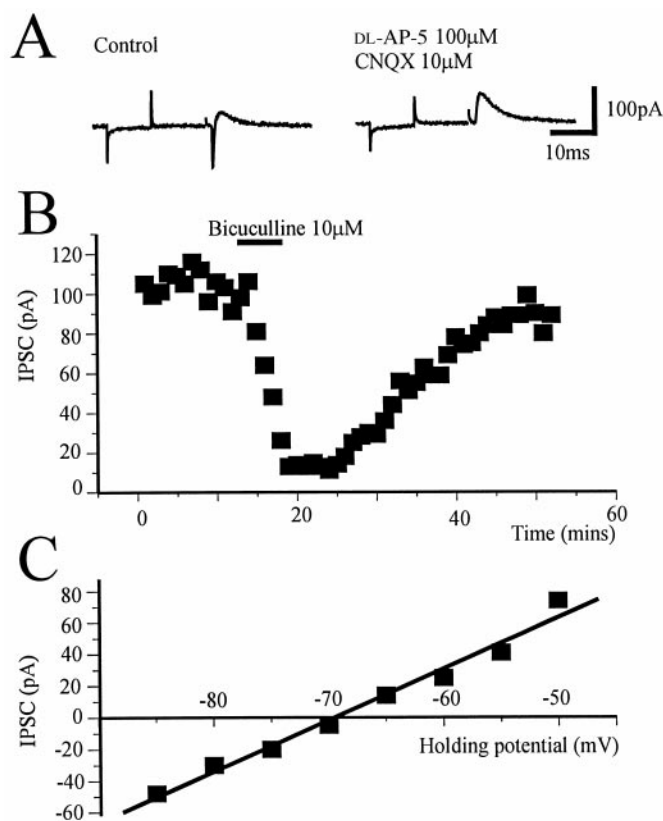 A
Control
DL-AP-5 100µM
CNQX 10µM
100pA
10ms
B
Bicuculline 10µM
120
100
80
60
40
20
0
IPSC (pA)
0 20 40 60
Time (mins)
C
80
60
40
20
0
-20
-40
-60
IPSC (pA)
-80 -70 -60 -50
Holding potential (mV)